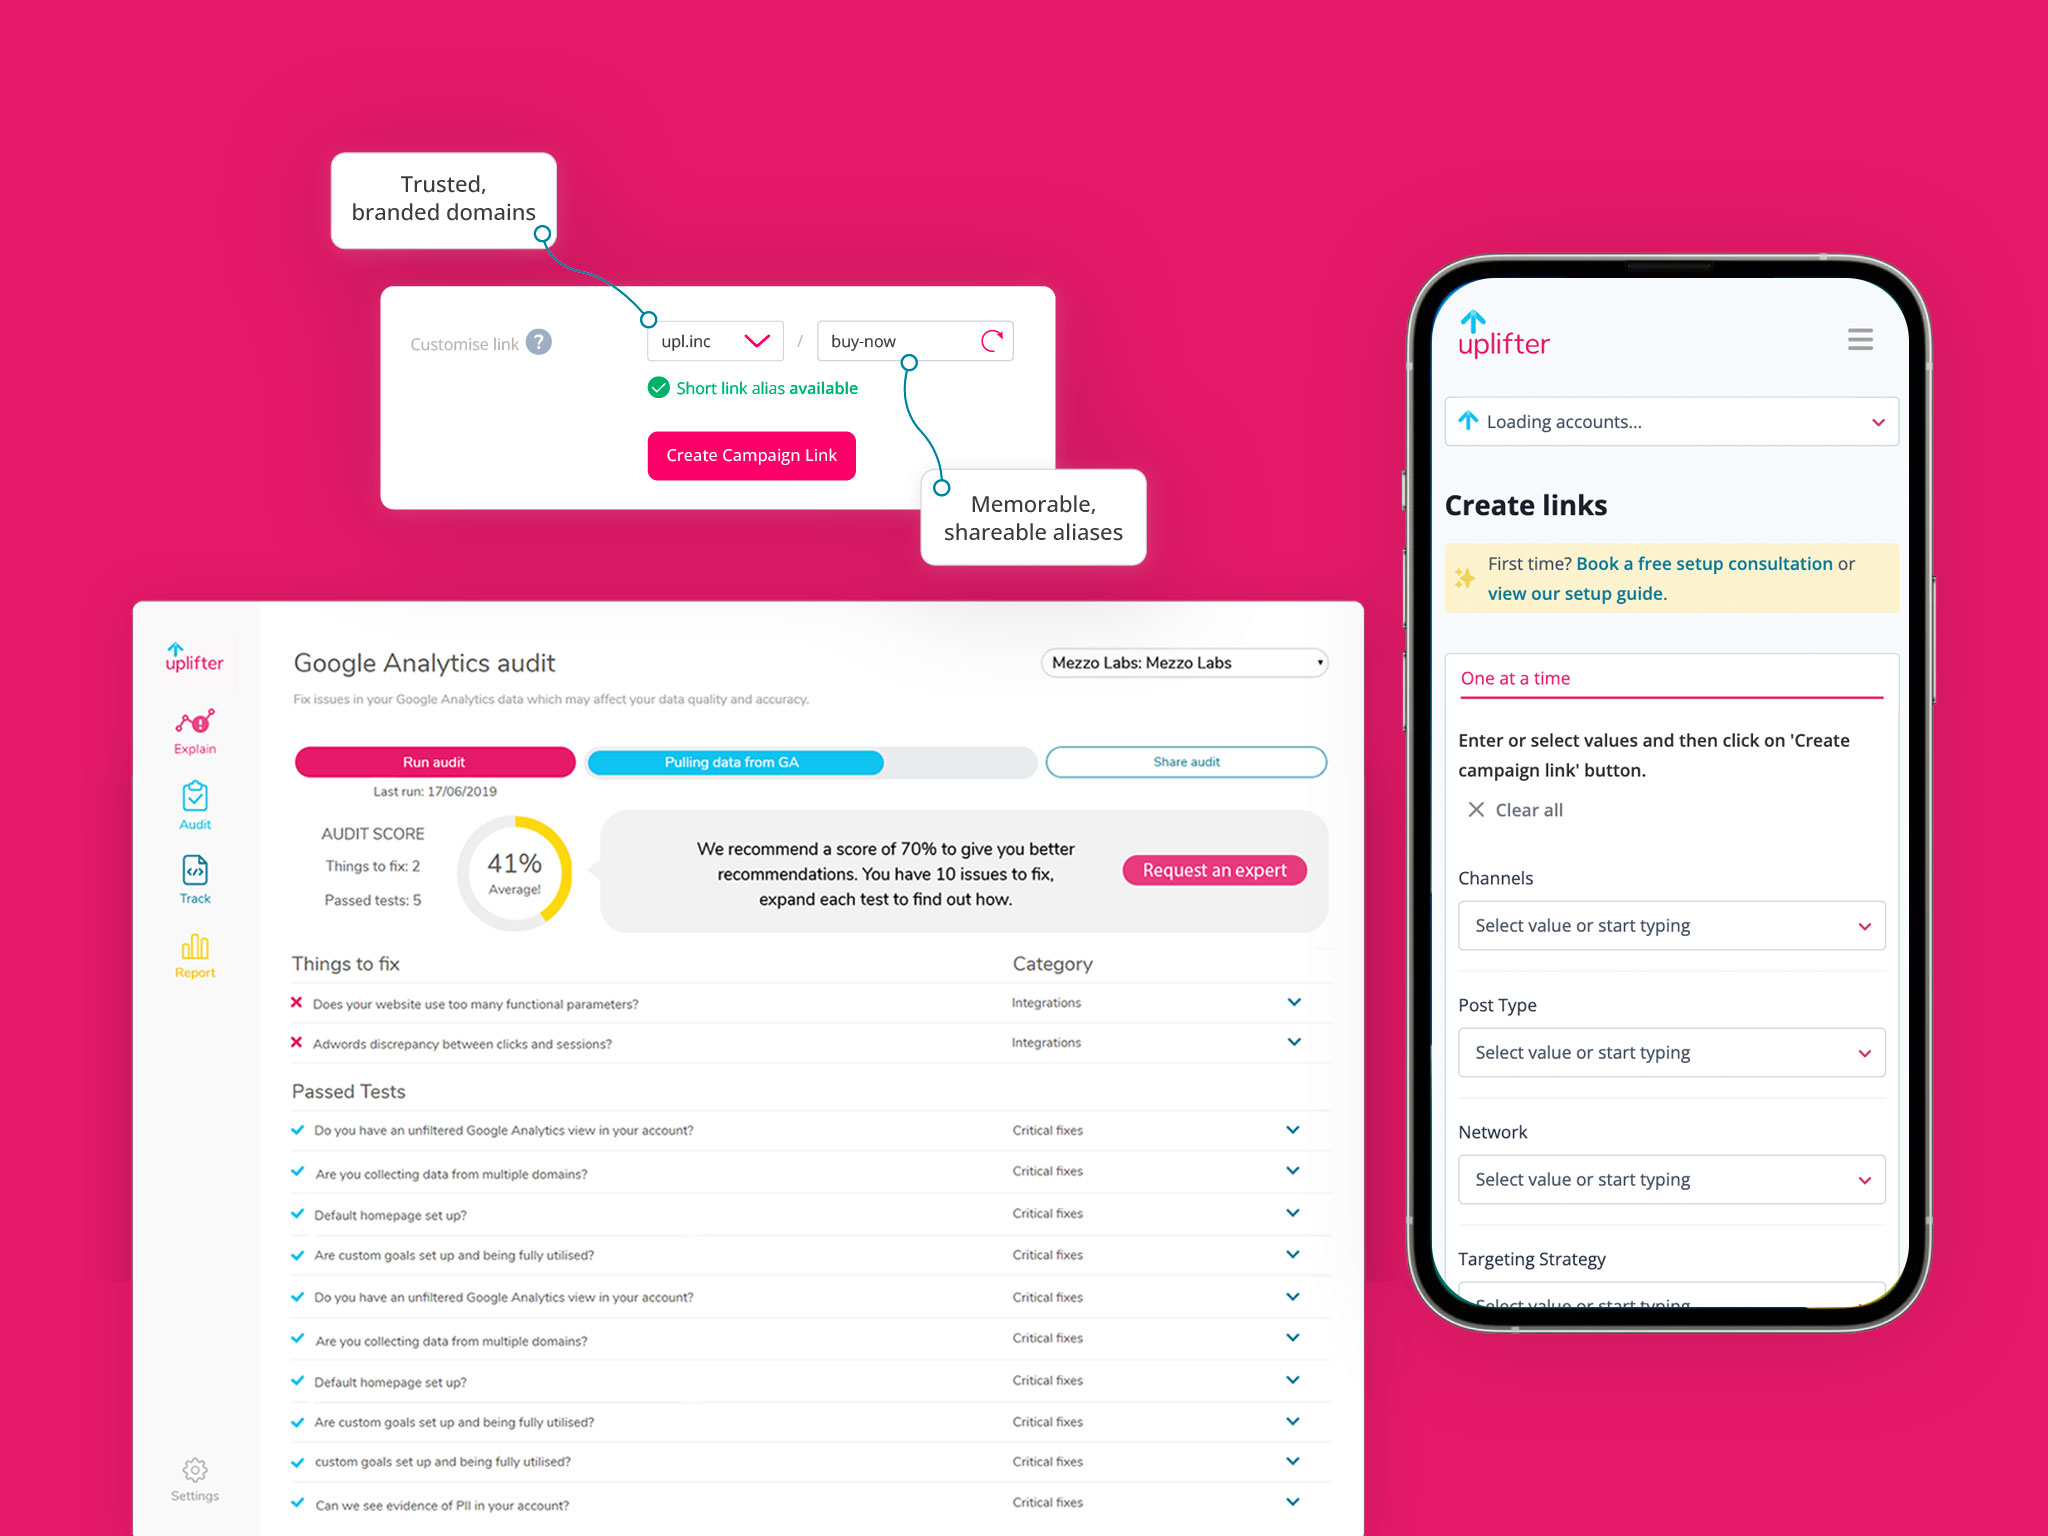 Trusted,
branded domains
Customise link ?
upl.inc / buy-now
Short link alias available
Create Campaign Link
Memorable,
shareable aliases
uplifter
Explain
Audit
Track
Report
Settings
Google Analytics audit
Mezzo Labs: Mezzo Labs
Fix issues in your Google Analytics data which may affect your data quality and accuracy.
Run audit
Pulling data from GA
Share audit
Last run: 17/06/2019
AUDIT SCORE
Things to fix: 2
Passed tests: 5
41%
Average!
We recommend a score of 70% to give you better
recommendations. You have 10 issues to fix,
expand each test to find out how.
Request an expert
Things to fix Category
Does your website use too many functional parameters? Integrations
Adwords discrepancy between clicks and sessions? Integrations
Passed Tests
Do you have an unfiltered Google Analytics view in your account? Critical fixes
Are you collecting data from multiple domains? Critical fixes
Default homepage set up? Critical fixes
Are custom goals set up and being fully utilised? Critical fixes
Do you have an unfiltered Google Analytics view in your account? Critical fixes
Are you collecting data from multiple domains? Critical fixes
Default homepage set up? Critical fixes
Are custom goals set up and being fully utilised? Critical fixes
custom goals set up and being fully utilised? Critical fixes
Can we see evidence of PII in your account? Critical fixes
uplifter
Loading accounts...
Create links
First time? Book a free setup consultation or
view our setup guide.
One at a time
Enter or select values and then click on 'Create
campaign link' button.
Clear all
Channels
Select value or start typing
Post Type
Select value or start typing
Network
Select value or start typing
Targeting Strategy
Select value or start typing